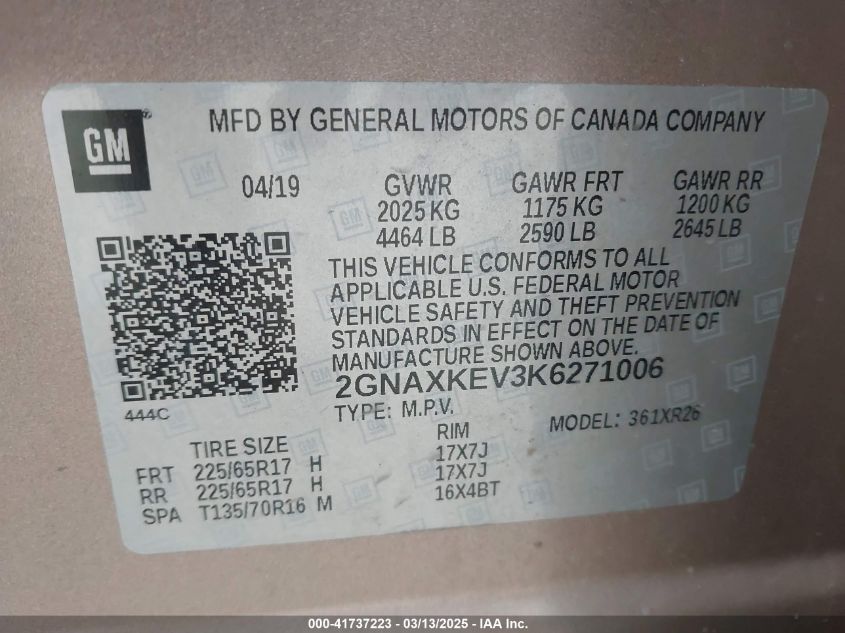 GM®
MFD BY GENERAL MOTORS OF CANADA COMPANY
04/19 GVWR GAWR FRT GAWR RR
2025 KG 1175 KG 1200 KG
4464 LB 2590 LB 2645 LB
THIS VEHICLE CONFORMS TO ALL
APPLICABLE U.S. FEDERAL MOTOR
VEHICLE SAFETY AND THEFT PREVENTION
STANDARDS IN EFFECT ON THE DATE OF
MANUFACTURE SHOWN ABOVE.
2GNAXKEV3K6271006
444C
TYPE: M.P.V. MODEL: 361XR26
TIRE SIZE RIM
FRT 225/65R17 H 17X7J
RR 225/65R17 H 17X7J
SPA T135/70R16 M 16X4BT
000-41737223 - 03/13/2025 - IAA Inc.